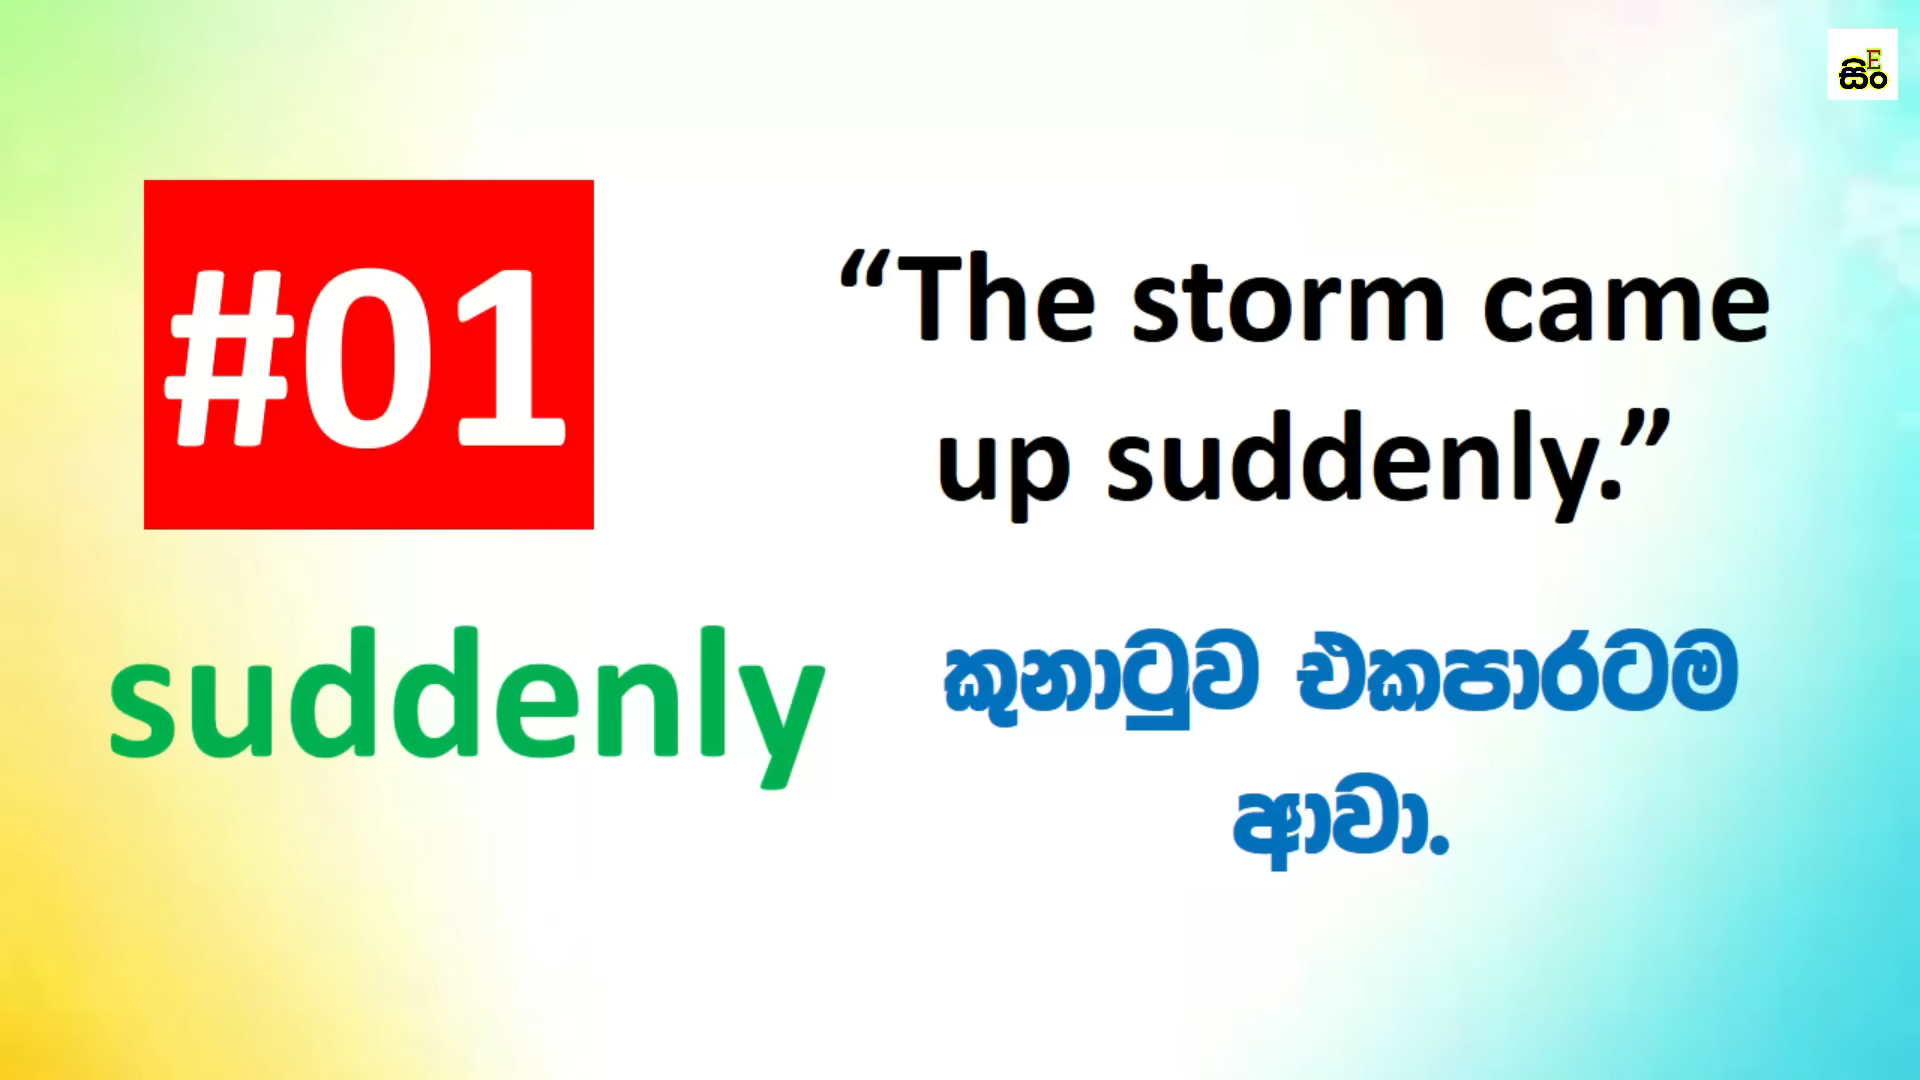 සිං
E
#01
suddenly
“The storm came
up suddenly.”
කුනාටුව එකපාරටම
ආවා.